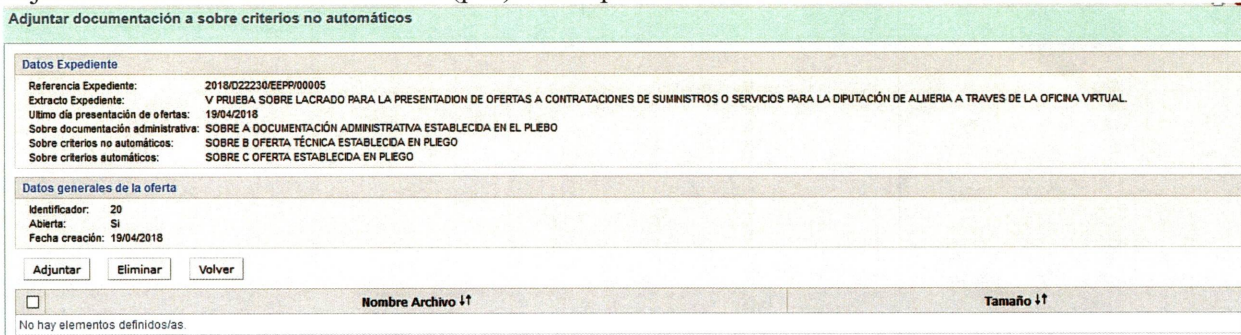 Adjuntar documentación a sobre criterios no automáticos
Datos Expediente
Referencia Expediente: 2018/D22230/EEPP/00005
Extracto Expediente: V PRUEBA SOBRE LACRADO PARA LA PRESENTADION DE OFERTAS A CONTRATACIONES DE SUMINISTROS O SERVICIOS PARA LA DIPUTACIÓN DE ALMERIA A TRAVES DE LA OFICINA VIRTUAL.
Ultimo día presentación de ofertas: 19/04/2018
Sobre documentación administrativa: SOBRE A DOCUMENTACIÓN ADMINISTRATIVA ESTABLECIDA EN EL PLIEBO
Sobre criterios no automáticos: SOBRE B OFERTA TÉCNICA ESTABLECIDA EN PLIEGO
Sobre criterios automáticos: SOBRE C OFERTA ESTABLECIDA EN PLIEGO
Datos generales de la oferta
Identificador: 20
Abierta: Si
Fecha creación: 19/04/2018
Adjuntar Eliminar Volver
Nombre Archivo ↓↑ Tamaño ↓↑
No hay elementos definidos/as.